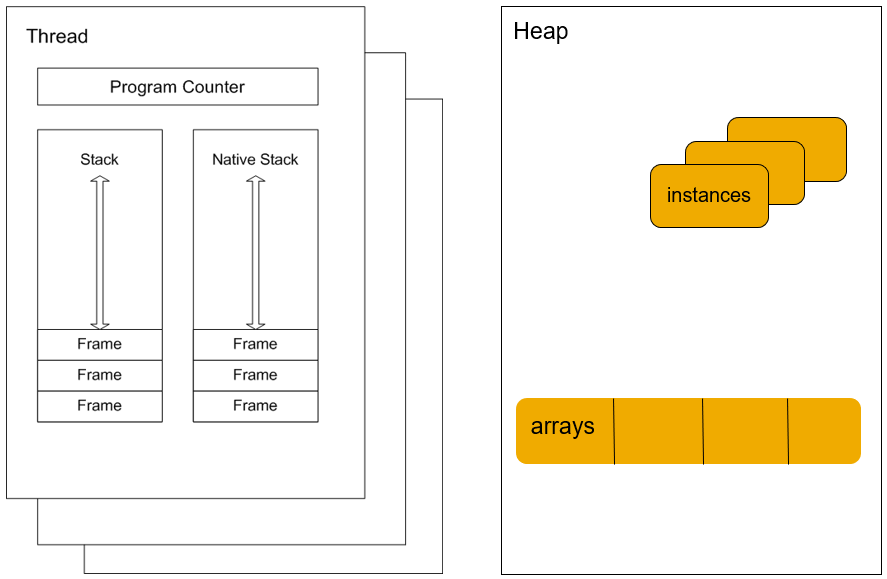 Thread
Program Counter
Stack
Native Stack
Frame
Frame
Frame
Frame
Frame
Frame
Heap
instances
arrays